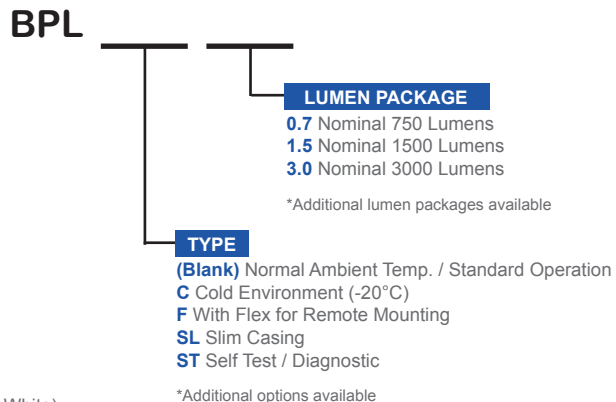 BPL
LUMEN PACKAGE
0.7 Nominal 750 Lumens
1.5 Nominal 1500 Lumens
3.0 Nominal 3000 Lumens
*Additional lumen packages available
TYPE
(Blank) Normal Ambient Temp. / Standard Operation
C Cold Environment (-20°C)
F With Flex for Remote Mounting
SL Slim Casing
ST Self Test / Diagnostic
*Additional options available
White)